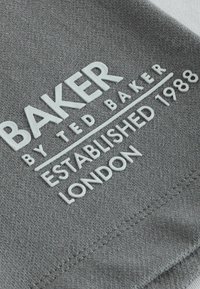 BAKER
BY TED BAKER
ESTABLISHED 1988
LONDON